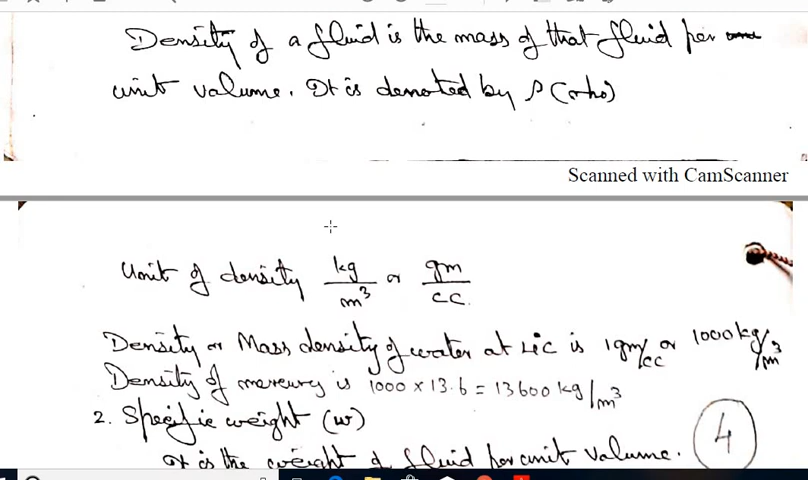 Density of a fluid is the mass of that fluid per
unit volume. It is denoted by ρ (rho)
Scanned with CamScanner
Unit of density kg/m³ or gm/cc.
Density or Mass density of water at 4°C is 1gm/cc or 1000 kg/m³
Density of mercury is 1000 × 13.6 = 13600 kg/m³
2. Specific weight (w)
It is the weight of fluid per unit volume.
4